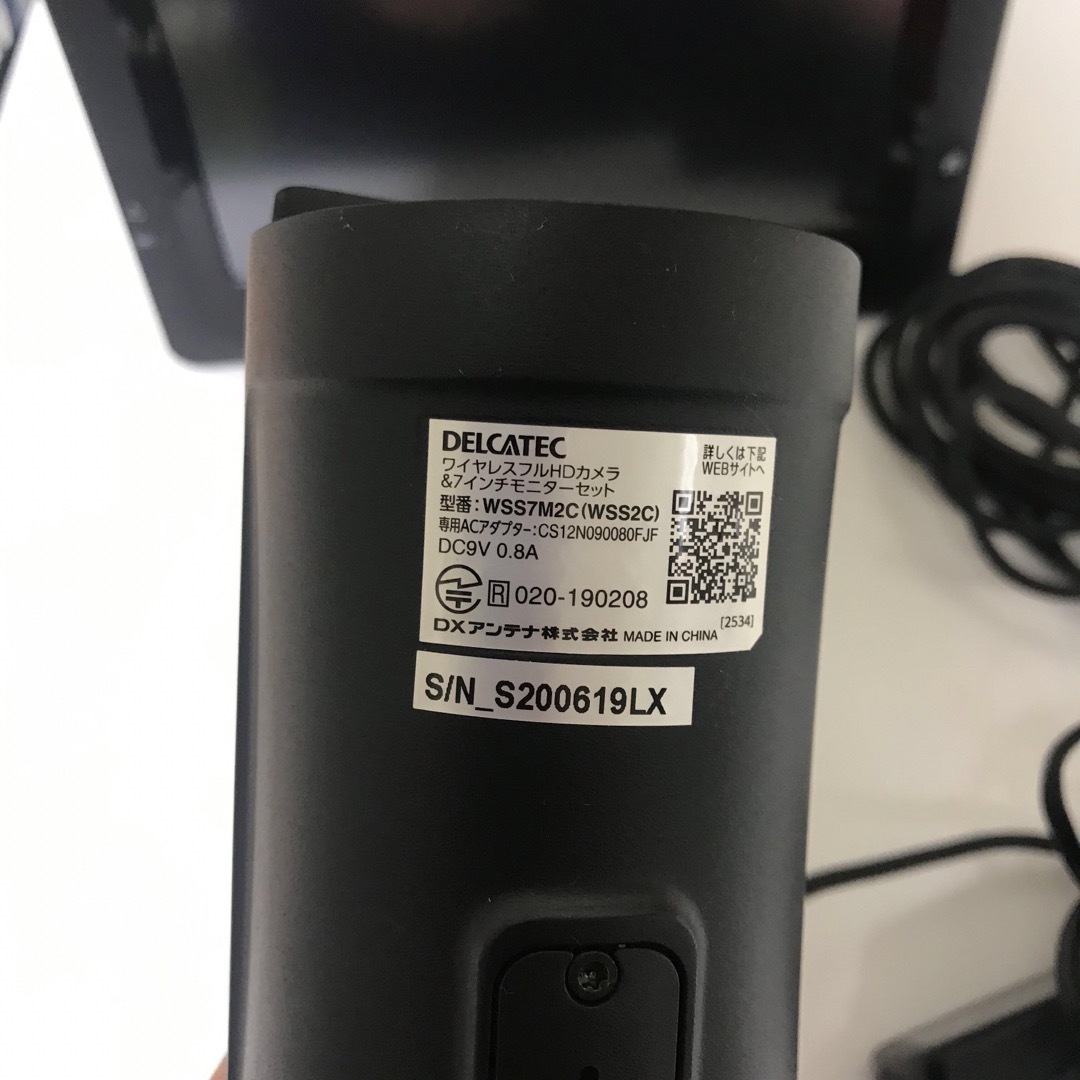 DELCATEC
ワイヤレスフルHDカメラ
&7インチモニターセット
型番:WSS7M2C(WSS2C)
専用ACアダプター:CS12N090080FJF
DC9V 0.8A
R 020-190208
DXアンテナ株式会社 MADE IN CHINA
詳しくは下記
WEBサイトへ
[2534]
S/N_S200619LX